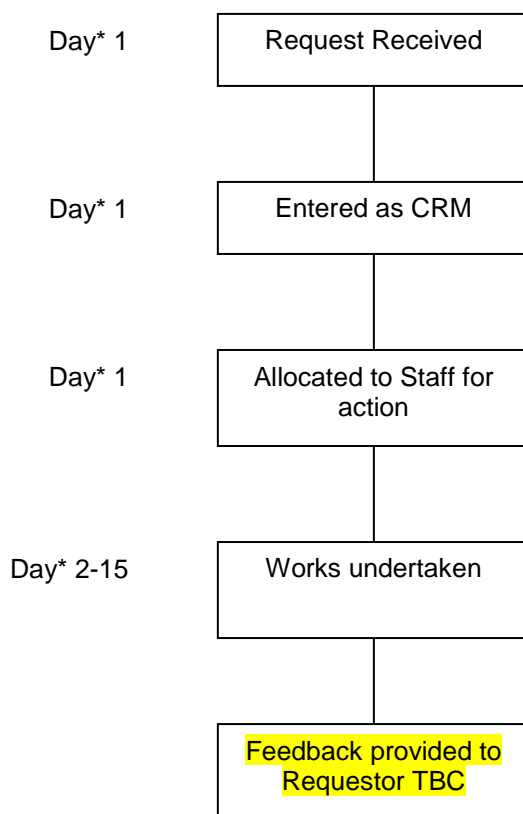 Day* 1 Request Received
Day* 1 Entered as CRM
Day* 1 Allocated to Staff for
action
Day* 2-15 Works undertaken
Feedback provided to
Requestor TBC